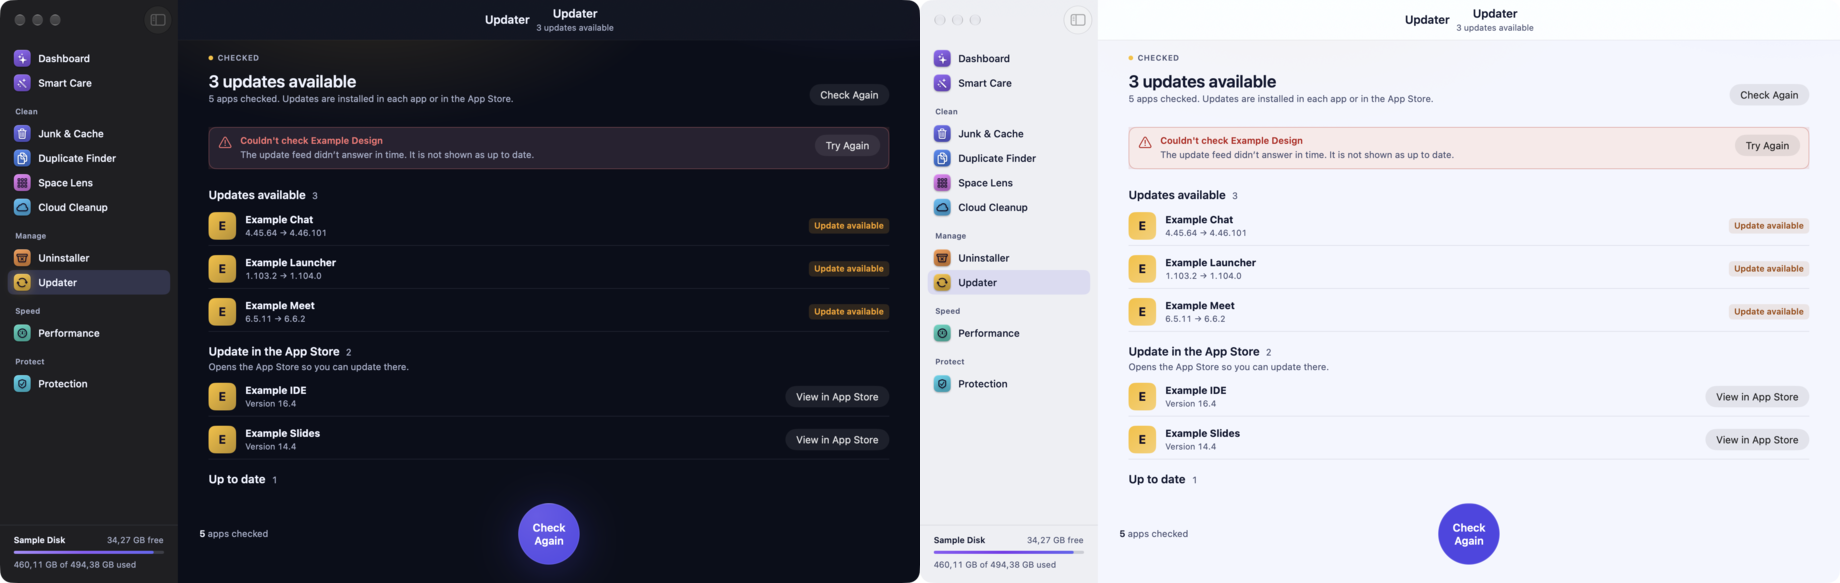 Updater
Updater
3 updates available
Dashboard
Smart Care
Clean
Junk & Cache
Duplicate Finder
Space Lens
Cloud Cleanup
Manage
Uninstaller
Updater
Speed
Performance
Protect
Protection
Sample Disk 34,27 GB free
460,11 GB of 494,38 GB used
CHECKED
3 updates available
5 apps checked. Updates are installed in each app or in the App Store.
Check Again
Couldn't check Example Design
The update feed didn't answer in time. It is not shown as up to date.
Try Again
Updates available 3
E
Example Chat
4.45.64 → 4.46.101
Update available
E
Example Launcher
1.103.2 → 1.104.0
Update available
E
Example Meet
6.5.11 → 6.6.2
Update available
Update in the App Store 2
Opens the App Store so you can update there.
E
Example IDE
Version 16.4
View in App Store
E
Example Slides
Version 14.4
View in App Store
Up to date 1
5 apps checked
Check
Again
Updater
Updater
3 updates available
Dashboard
Smart Care
Clean
Junk & Cache
Duplicate Finder
Space Lens
Cloud Cleanup
Manage
Uninstaller
Updater
Speed
Performance
Protect
Protection
Sample Disk 34,27 GB free
460,11 GB of 494,38 GB used
CHECKED
3 updates available
5 apps checked. Updates are installed in each app or in the App Store.
Check Again
Couldn't check Example Design
The update feed didn't answer in time. It is not shown as up to date.
Try Again
Updates available 3
E
Example Chat
4.45.64 → 4.46.101
Update available
E
Example Launcher
1.103.2 → 1.104.0
Update available
E
Example Meet
6.5.11 → 6.6.2
Update available
Update in the App Store 2
Opens the App Store so you can update there.
E
Example IDE
Version 16.4
View in App Store
E
Example Slides
Version 14.4
View in App Store
Up to date 1
5 apps checked
Check
Again